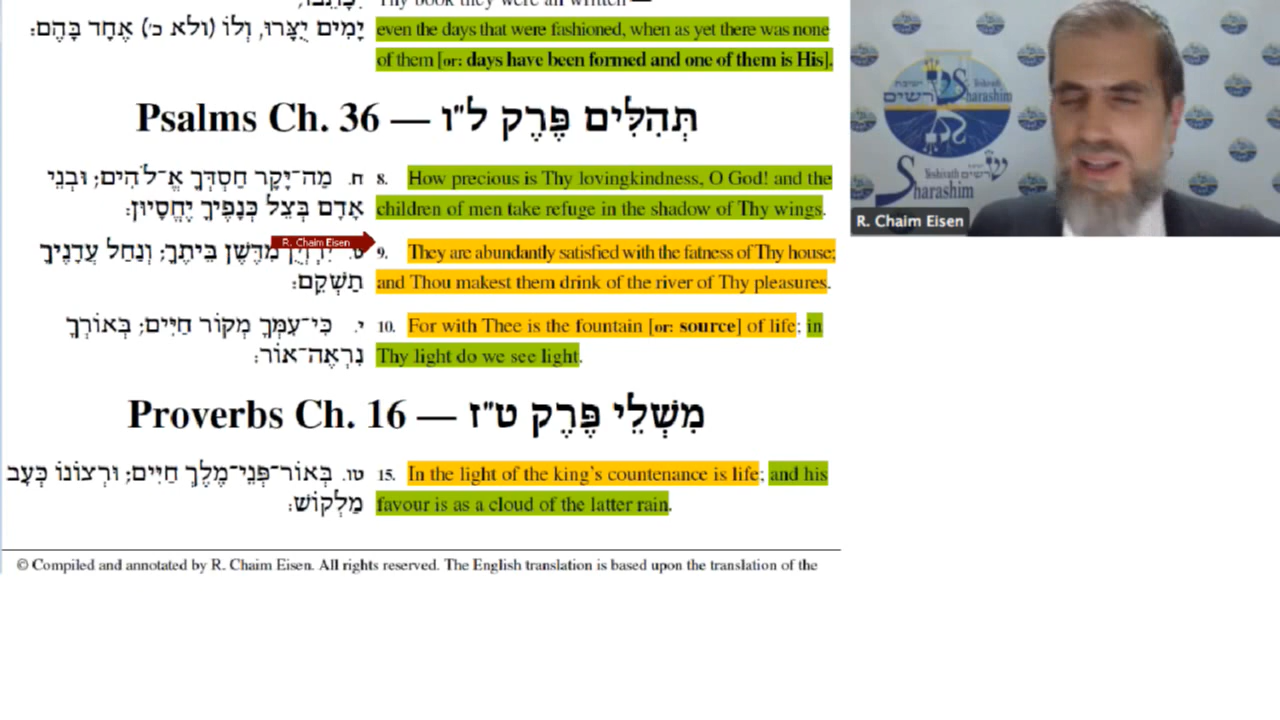 Thy book they were all written —
יָמִים יֻצָּרוּ, וְלוֹ (ולא כ׳) אֶחָד בָּהֶם:
even the days that were fashioned, when as yet there was none
of them [or: days have been formed and one of them is His].
Psalms Ch. 36 — תְּהִלִּים פֶּרֶק ל"ו
ח. מַה־יָּקָר חַסְדְּךָ אֱ־לֹהִים; וּבְנֵי
אָדָם בְּצֵל כְּנָפֶיךָ יֶחֱסָיוּן:
8. How precious is Thy lovingkindness, O God! and the
children of men take refuge in the shadow of Thy wings.
מִדֶּשֶׁן בֵּיתֶךָ; וְנַחַל עֲדָנֶיךָ
תַשְׁקֵם:
R. Chaim Eisen
9. They are abundantly satisfied with the fatness of Thy house;
and Thou makest them drink of the river of Thy pleasures.
י. כִּי־עִמְּךָ מְקוֹר חַיִּים; בְּאוֹרְךָ
נִרְאֶה־אוֹר:
10. For with Thee is the fountain [or: source] of life; in
Thy light do we see light.
Proverbs Ch. 16 — מִשְׁלֵי פֶּרֶק ט"ז
טו. בְּאוֹר־פְּנֵי־מֶלֶךְ חַיִּים; וּרְצוֹנוֹ כְּעָב
מַלְקוֹשׁ:
15. In the light of the king's countenance is life; and his
favour is as a cloud of the latter rain.
© Compiled and annotated by R. Chaim Eisen. All rights reserved. The English translation is based upon the translation of the
ישיבת שרשים
Yeshivath Sharashim
Yeshivath שרשים
Sharashim
R. Chaim Eisen